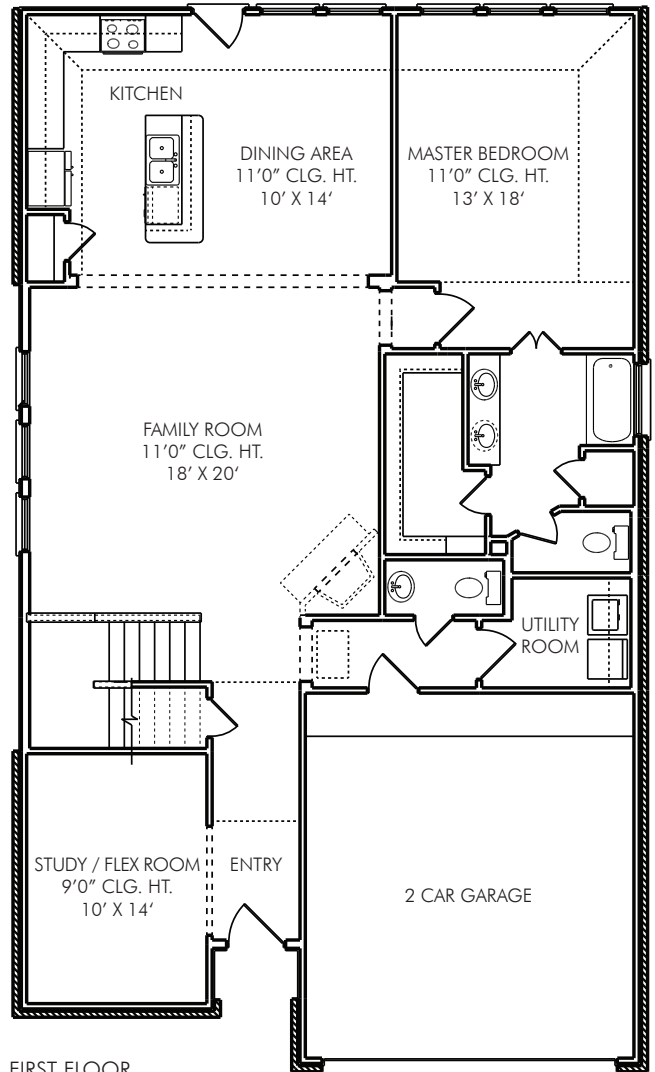 KITCHEN
DINING AREA
11'0" CLG. HT.
10' X 14'
MASTER BEDROOM
11'0" CLG. HT.
13' X 18'
FAMILY ROOM
11'0" CLG. HT.
18' X 20'
UTILITY
ROOM
STUDY / FLEX ROOM
9'0" CLG. HT.
10' X 14'
ENTRY
2 CAR GARAGE
FIRST FLOOR